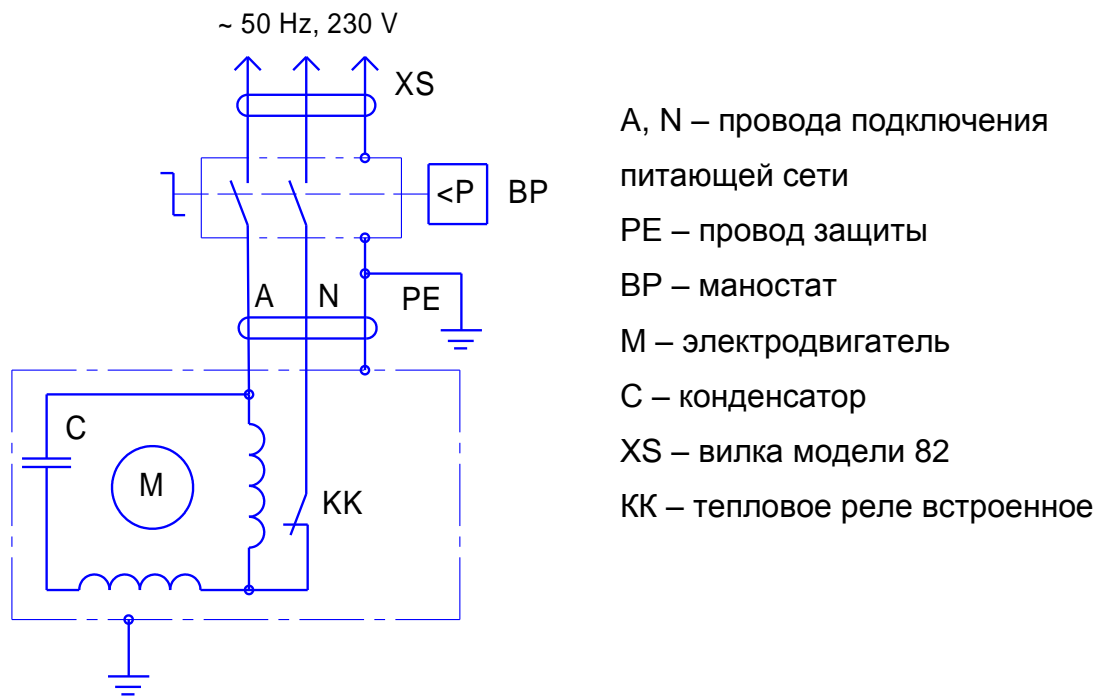 ~ 50 Hz, 230 V
XS
<P
BP
A
N
PE
C
M
KK
A, N – провода подключения
питающей сети
PE – провод защиты
BP – маностат
M – электродвигатель
C – конденсатор
XS – вилка модели 82
КК – тепловое реле встроенное